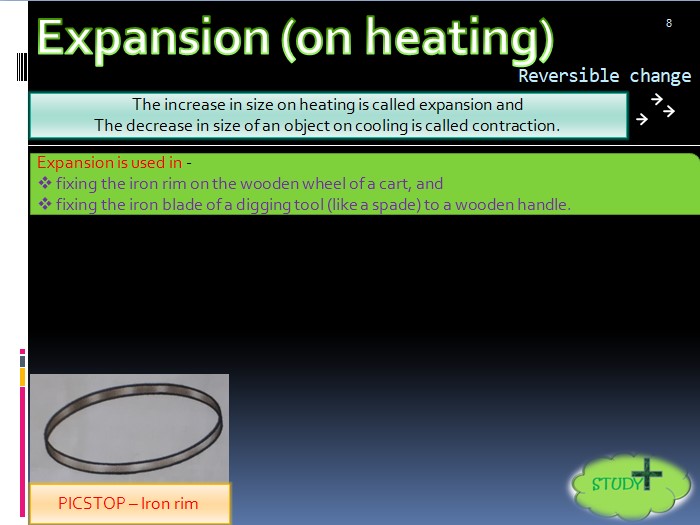 Expansion (on heating)
8
Reversible change
The increase in size on heating is called expansion and
The decrease in size of an object on cooling is called contraction.
Expansion is used in -
❖ fixing the iron rim on the wooden wheel of a cart, and
❖ fixing the iron blade of a digging tool (like a spade) to a wooden handle.
PICSTOP – Iron rim
STUDY+